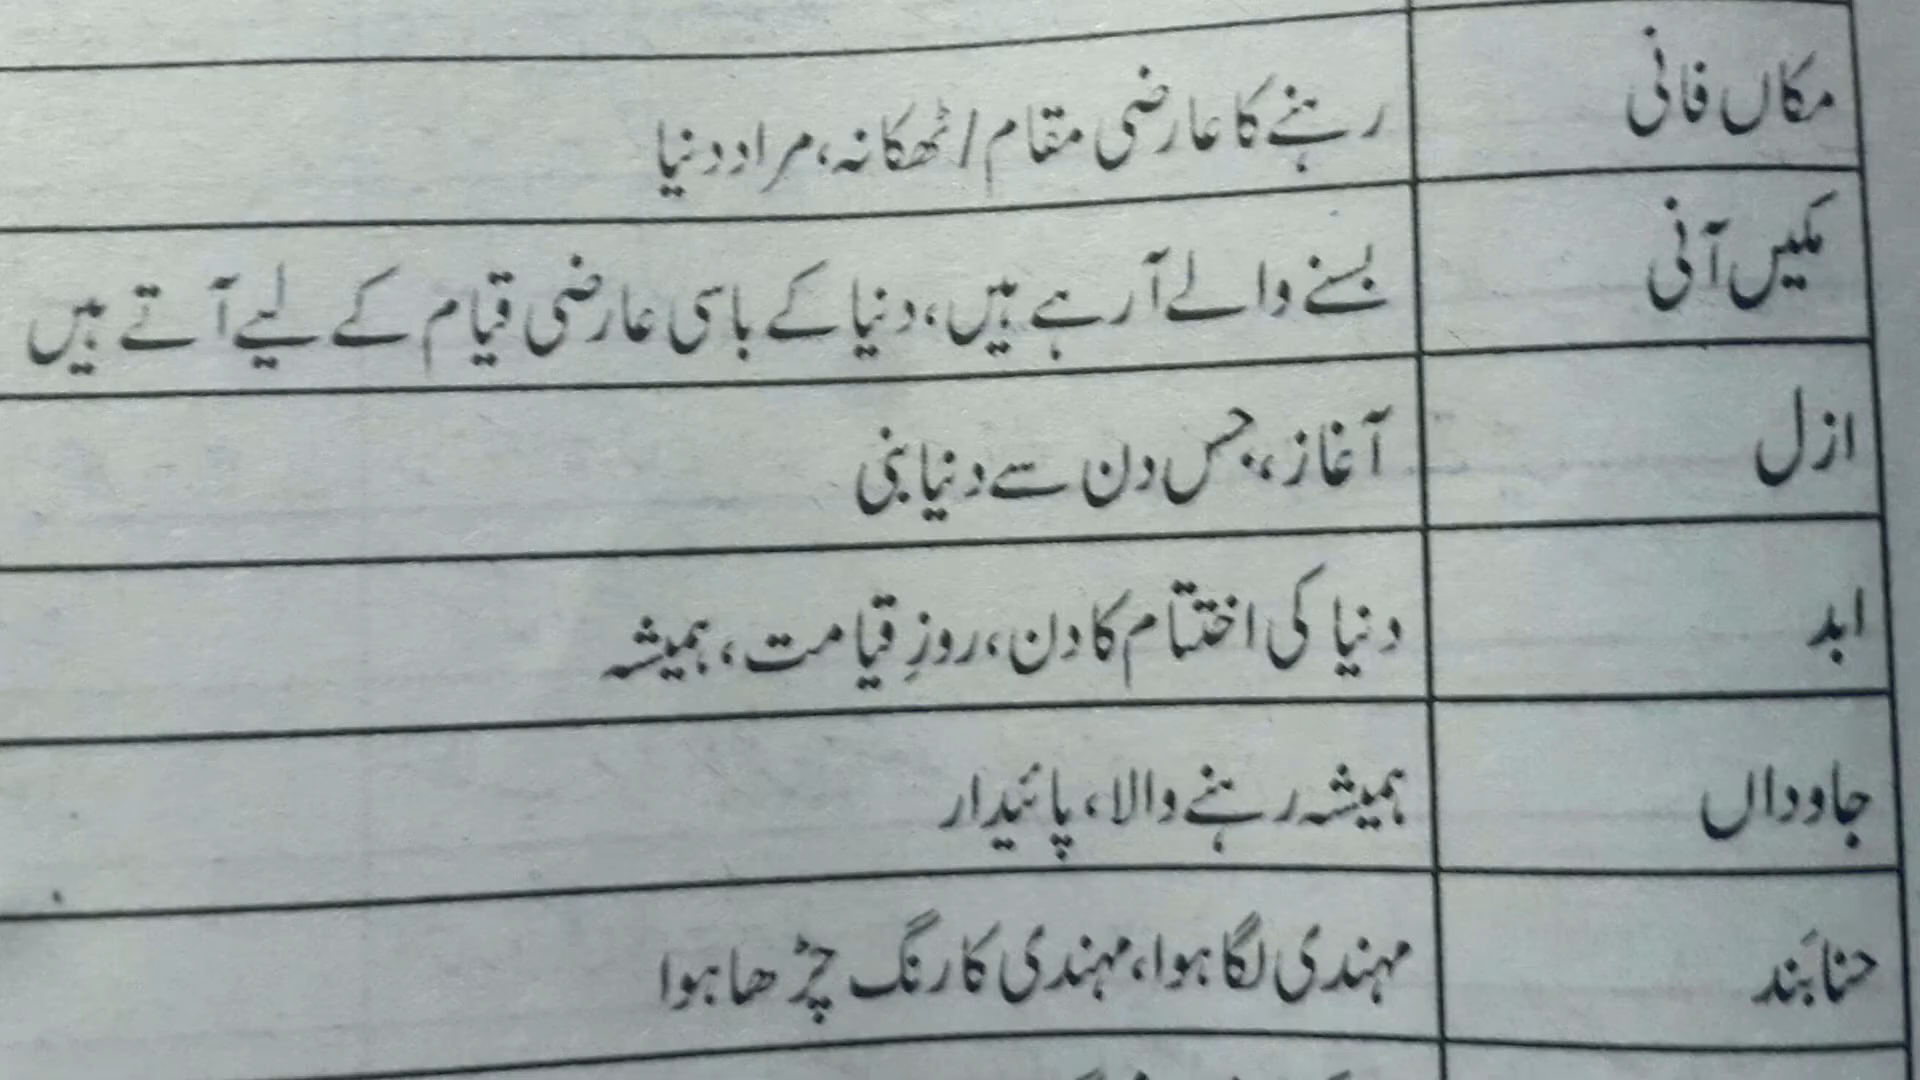 مکاں فانی رہنے کا عارضی مقام / ٹھکانہ، مراد دنیا
مکیں آنی بسنے والے آ رہے ہیں، دنیا کے باسی عارضی قیام کے لیے آتے ہیں
ازل آغاز، جس دن سے دنیا بنی
ابد دنیا کی اختتام کا دن، روزِ قیامت، ہمیشہ
جاوداں ہمیشہ رہنے والا، پائیدار
حنا بَند مہندی لگا ہوا، مہندی کا رنگ چڑھا ہوا